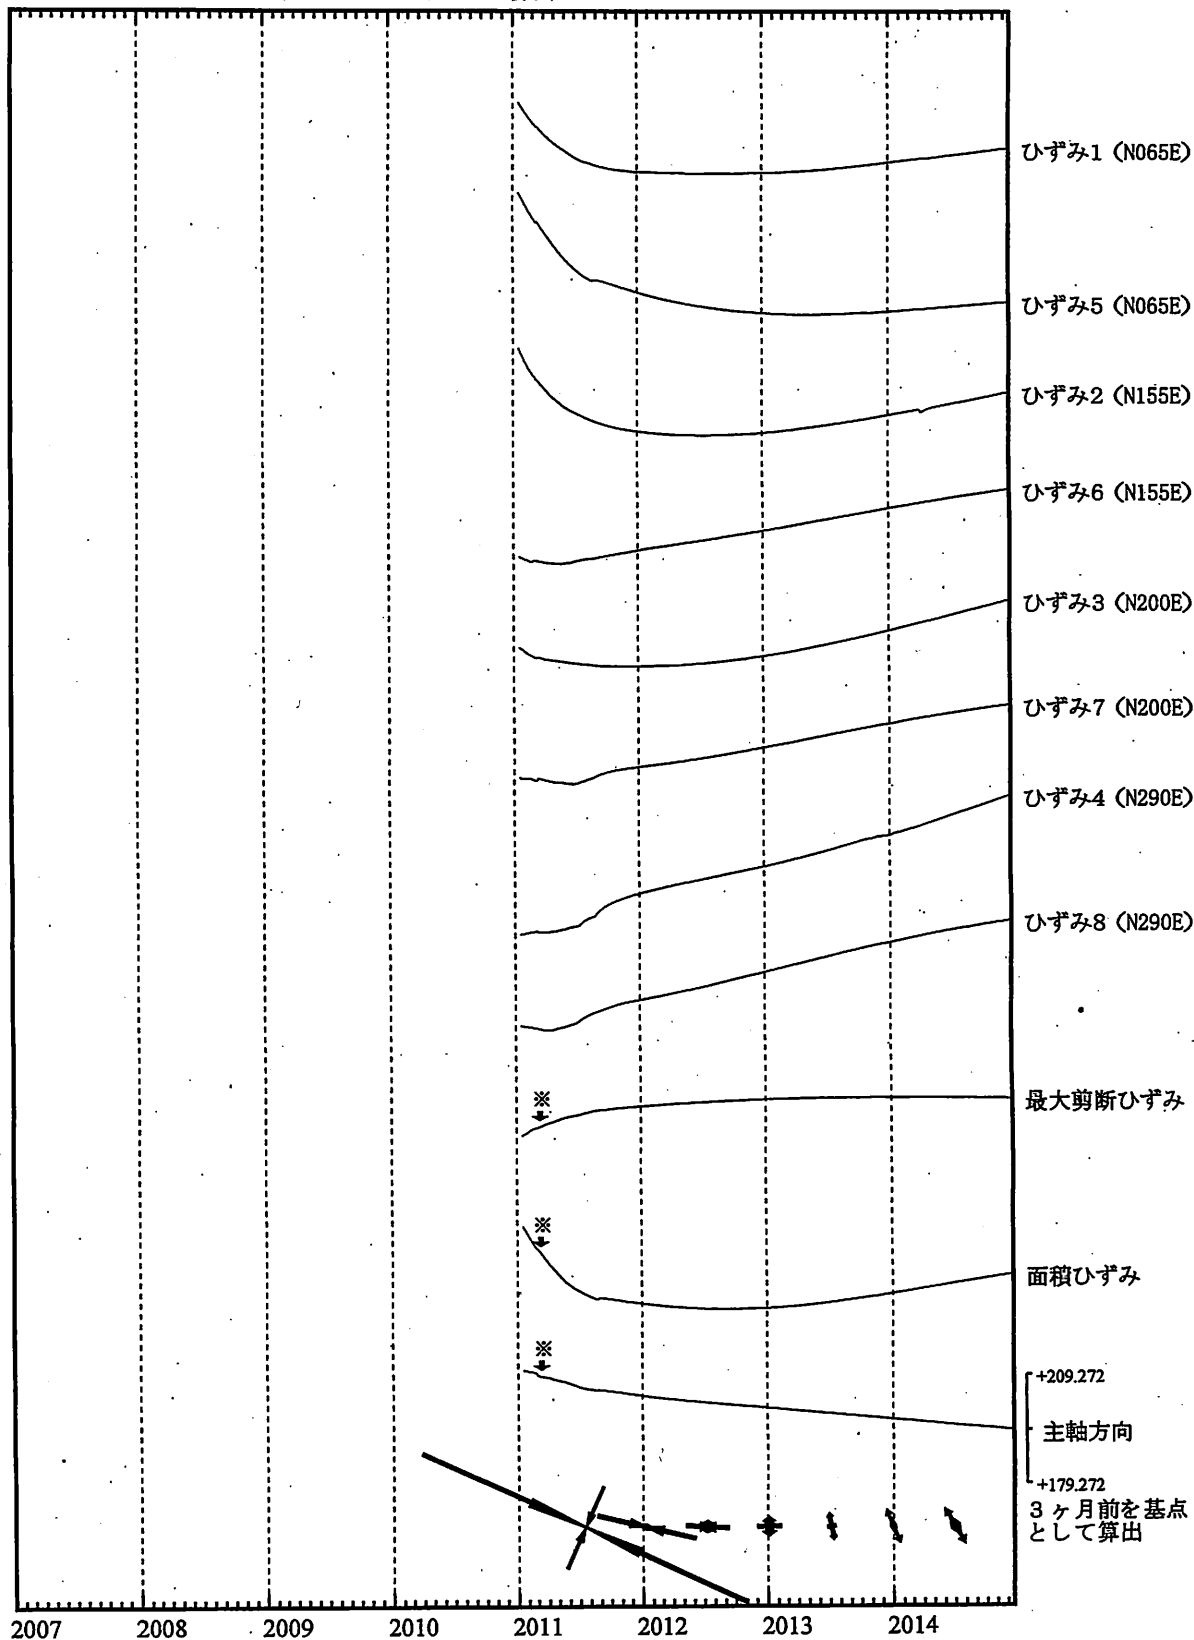 ひずみ1 (N065E)
ひずみ5 (N065E)
ひずみ2 (N155E)
ひずみ6 (N155E)
ひずみ3 (N200E)
ひずみ7 (N200E)
ひずみ4 (N290E)
ひずみ8 (N290E)
※
最大剪断ひずみ
※
面積ひずみ
※
+209.272
主軸方向
+179.272
3ヶ月前を基点
として算出
2007 2008 2009 2010 2011 2012 2013 2014